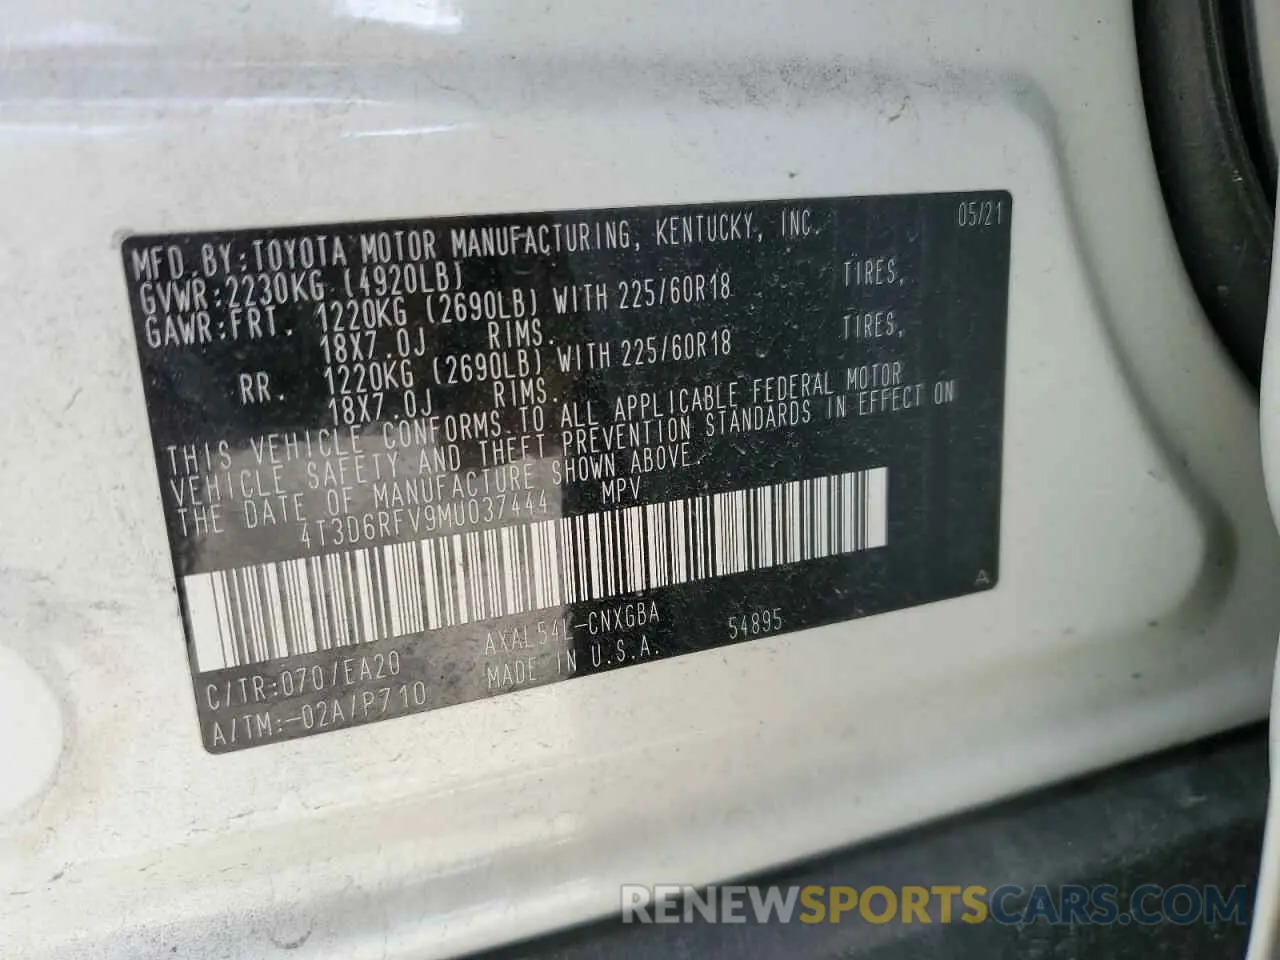 05/21
MFD.BY:TOYOTA MOTOR MANUFACTURING, KENTUCKY, INC.
GVWR:2230KG (4920LB)
GAWR:FRT. 1220KG (2690LB) WITH 225/60R18 TIRES,
18X7.0J RIMS.
RR. 1220KG (2690LB) WITH 225/60R18 TIRES,
18X7.0J RIMS.
THIS VEHICLE CONFORMS TO ALL APPLICABLE FEDERAL MOTOR
VEHICLE SAFETY AND THEFT PREVENTION STANDARDS IN EFFECT ON
THE DATE OF MANUFACTURE SHOWN ABOVE.
4T3D6RFV9MU037444 MPV
A
C/TR:070/EA20 AXAL54L-CNXGBA 54895
A/TM:-02A/P710 MADE IN U.S.A.
RENEWSPORTSCARS.COM